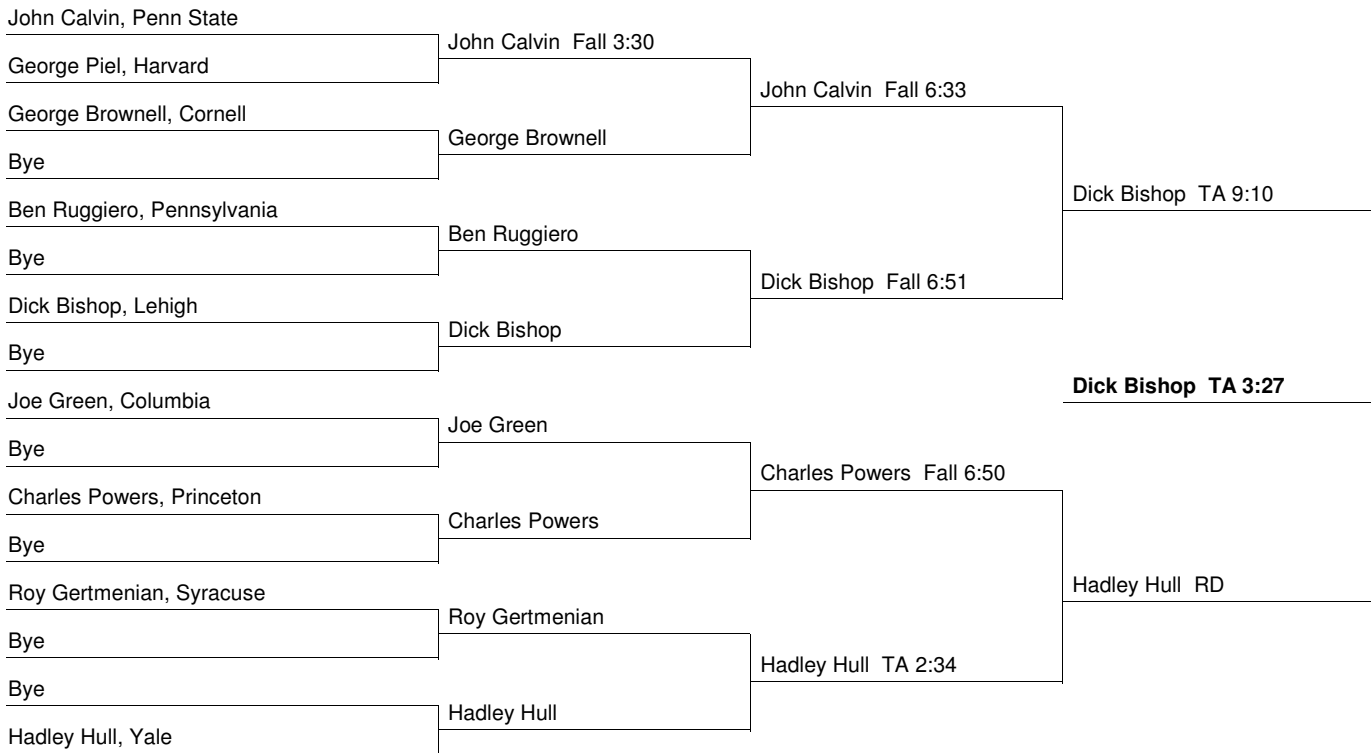 John Calvin, Penn State
John Calvin  Fall 3:30
George Piel, Harvard
John Calvin  Fall 6:33
George Brownell, Cornell
George Brownell
Bye
Dick Bishop  TA 9:10
Ben Ruggiero, Pennsylvania
Ben Ruggiero
Bye
Dick Bishop  Fall 6:51
Dick Bishop, Lehigh
Dick Bishop
Bye
Dick Bishop  TA 3:27
Joe Green, Columbia
Joe Green
Bye
Charles Powers  Fall 6:50
Charles Powers, Princeton
Charles Powers
Bye
Hadley Hull  RD
Roy Gertmenian, Syracuse
Roy Gertmenian
Bye
Hadley Hull  TA 2:34
Bye
Hadley Hull
Hadley Hull, Yale